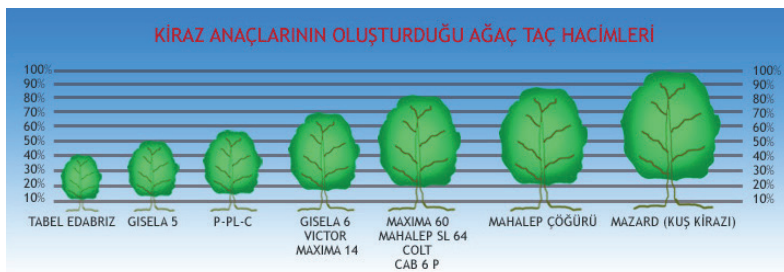 KİRAZ ANAÇLARININ OLUŞTURDUĞU AĞAÇ TAÇ HACİMLERİ
100% 100%
90% 90%
80% 80%
70% 70%
60% 60%
50% 50%
40% 40%
30% 30%
20% 20%
10% 10%
TABEL EDABRIZ
GISELA 5
P-PL-C
GISELA 6
VICTOR
MAXIMA 14
MAXIMA 60
MAHALEP SL 64
COLT
CAB 6 P
MAHALEP ÇÖĞÜRÜ
MAZARD (KUŞ KİRAZI)